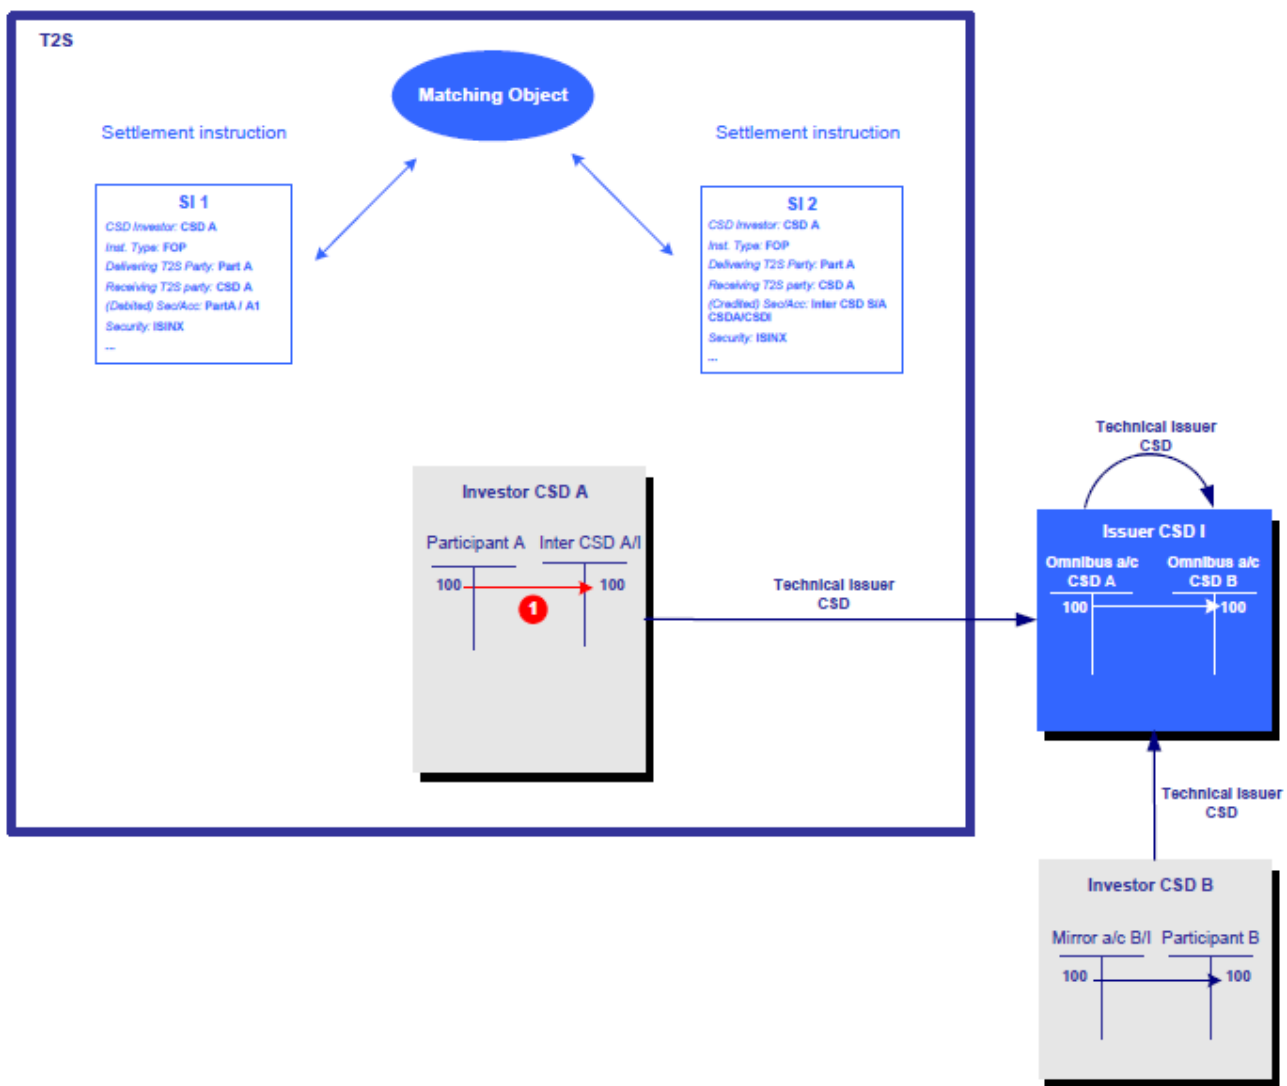 T2S
Matching Object
Settlement instruction
Settlement instruction
SI 1
CSD Investor: CSD A
Inst. Type: FOP
Delivering T2S Party: Part A
Receiving T2S party: CSD A
(Debited) Sec/Acc: PartA / A1
Security: ISINX
...
SI 2
CSD Investor: CSD A
Inst. Type: FOP
Delivering T2S Party: Part A
Receiving T2S party: CSD A
(Credited) Sec/Acc: Inter CSD S/A
CSDA/CSDI
Security: ISINX
...
Investor CSD A
Participant A Inter CSD A/I
100 100
1
Technical Issuer
CSD
Technical Issuer
CSD
Issuer CSD I
Omnibus a/c Omnibus a/c
CSD A CSD B
100 100
Technical Issuer
CSD
Investor CSD B
Mirror a/c B/I Participant B
100 100